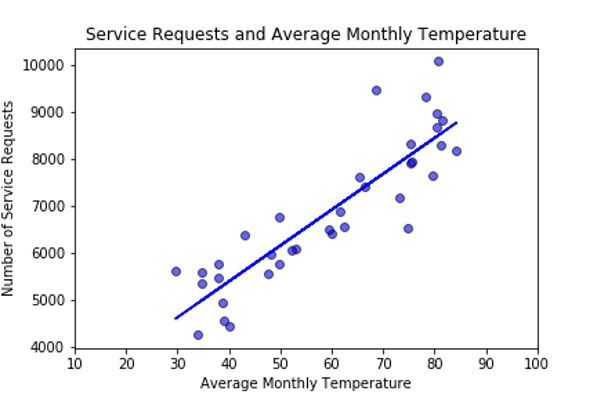 Service Requests and Average Monthly Temperature
Number of Service Requests
10000
9000
8000
7000
6000
5000
4000
10 20 30 40 50 60 70 80 90 100
Average Monthly Temperature